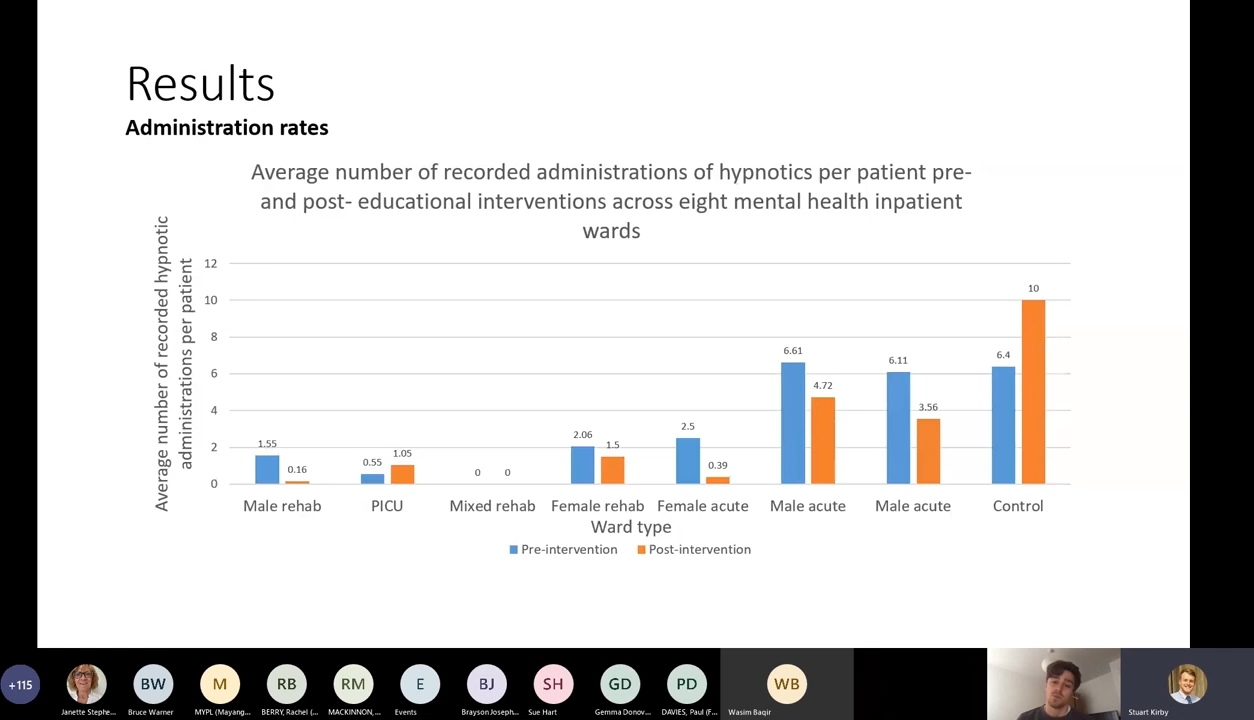 Results
Administration rates
Average number of recorded administrations of hypnotics per patient pre-
and post- educational interventions across eight mental health inpatient
wards
Average number of recorded hypnotic
administrations per patient
12
10
8
6
4
2
0
1.55
0.16
0.55
1.05
0
0
2.06
1.5
2.5
0.39
6.61
4.72
6.11
3.56
6.4
10
Male rehab
PICU
Mixed rehab
Female rehab
Female acute
Male acute
Male acute
Control
Ward type
Pre-intervention
Post-intervention
+115
BW
M
RB
RM
E
BJ
SH
GD
PD
WB
Janette Stephe...
Bruce Warner
MYPL (Mayang...
BERRY, Rachel (...
MACKINNON,...
Events
Brayson Joseph...
Sue Hart
Gemma Donov...
DAVIES, Paul (F...
Wasim Baqir
Stuart Kirby